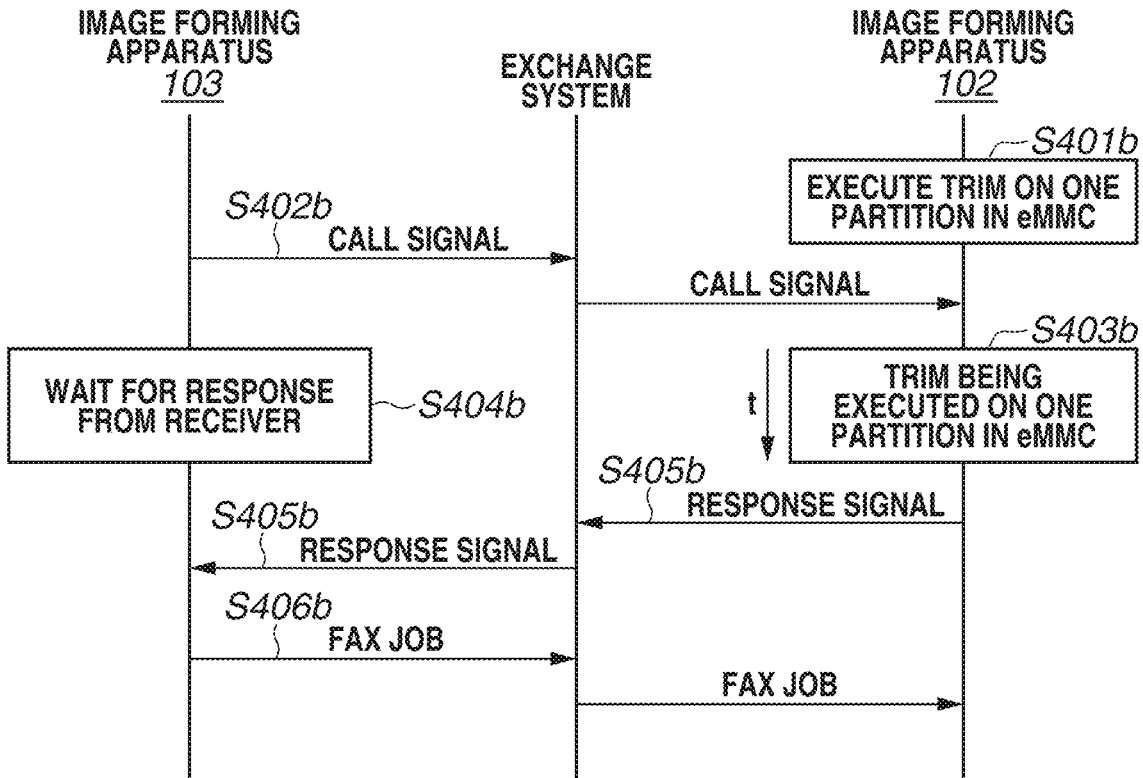 IMAGE FORMING
APPARATUS
103
EXCHANGE
SYSTEM
IMAGE FORMING
APPARATUS
102
S401b
EXECUTE TRIM ON ONE
PARTITION IN eMMC
S402b
CALL SIGNAL
CALL SIGNAL
S403b
WAIT FOR RESPONSE
FROM RECEIVER
S404b
t
TRIM BEING
EXECUTED ON ONE
PARTITION IN eMMC
S405b
RESPONSE SIGNAL
S405b
RESPONSE SIGNAL
S406b
FAX JOB
FAX JOB